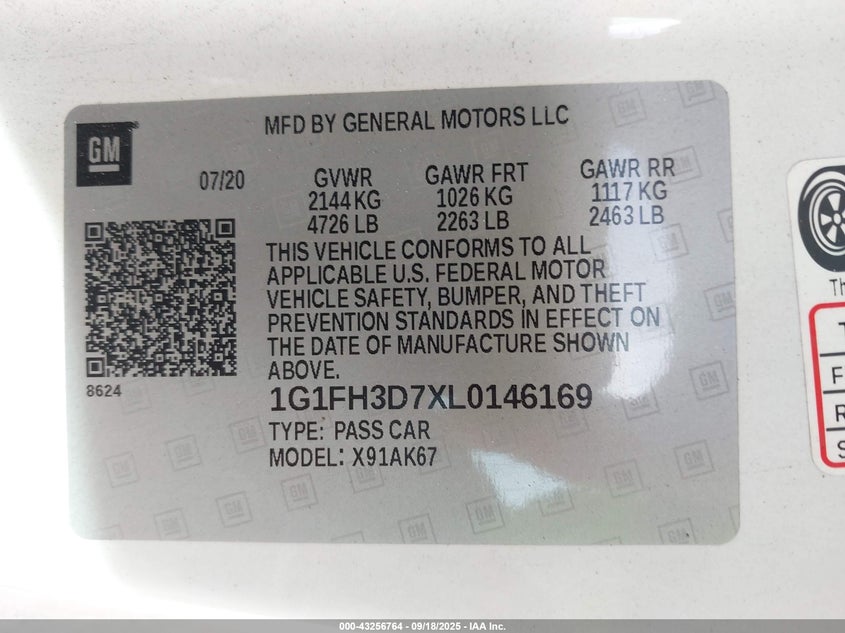 GM
MFD BY GENERAL MOTORS LLC
07/20
GVWR
2144 KG
4726 LB
GAWR FRT
1026 KG
2263 LB
GAWR RR
1117 KG
2463 LB
THIS VEHICLE CONFORMS TO ALL
APPLICABLE U.S. FEDERAL MOTOR
VEHICLE SAFETY, BUMPER, AND THEFT
PREVENTION STANDARDS IN EFFECT ON
THE DATE OF MANUFACTURE SHOWN
ABOVE.
8624
1G1FH3D7XL0146169
TYPE: PASS CAR
MODEL: X91AK67
Th
T
F
R
S
000-43256764 - 09/18/2025 - IAA Inc.